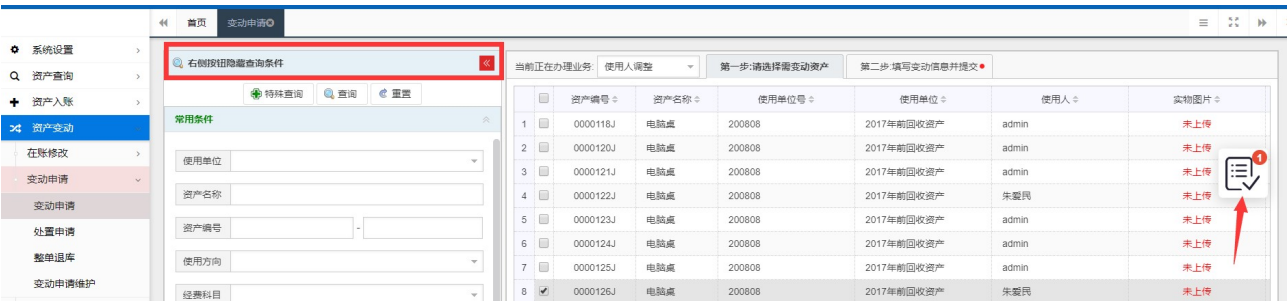 首页 变动申请
系统设置
资产查询
资产入账
资产变动
在账修改
变动申请
变动申请
处置申请
整单退库
变动申请维护
右侧按钮隐藏查询条件
特殊查询 查询 重置
常用条件
使用单位
资产名称
资产编号 -
使用方向
经费科目
当前正在办理业务: 使用人调整 第一步:请选择需变动资产 第二步:填写变动信息并提交
资产编号 资产名称 使用单位号 使用单位 使用人 实物图片
1 0000118J 电脑桌 200808 2017年前回收资产 admin 未上传
2 0000120J 电脑桌 200808 2017年前回收资产 admin 未上传
3 0000121J 电脑桌 200808 2017年前回收资产 admin 未上传
4 0000122J 电脑桌 200808 2017年前回收资产 朱爱民 未上传
5 0000123J 电脑桌 200808 2017年前回收资产 admin 未上传
6 0000124J 电脑桌 200808 2017年前回收资产 admin 未上传
7 0000125J 电脑桌 200808 2017年前回收资产 admin 未上传
8 0000126J 电脑桌 200808 2017年前回收资产 朱爱民 未上传
1